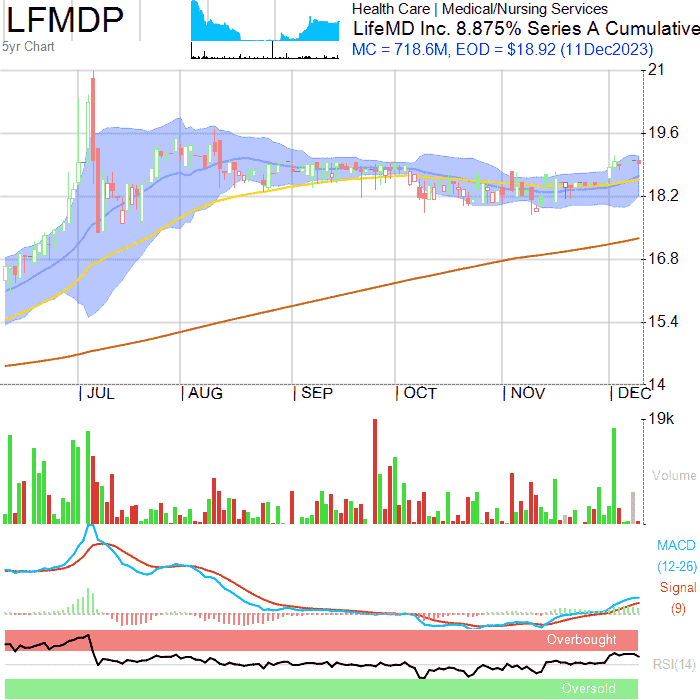 LFMDP
5yr Chart
Health Care | Medical/Nursing Services
LifeMD Inc. 8.875% Series A Cumulative
MC = 718.6M, EOD = $18.92 (11Dec2023)
21
19.6
18.2
16.8
15.4
14
JUL AUG SEP OCT NOV DEC
19k
Volume
MACD
(12-26)
Signal
(9)
Overbought
RSI(14)
Oversold